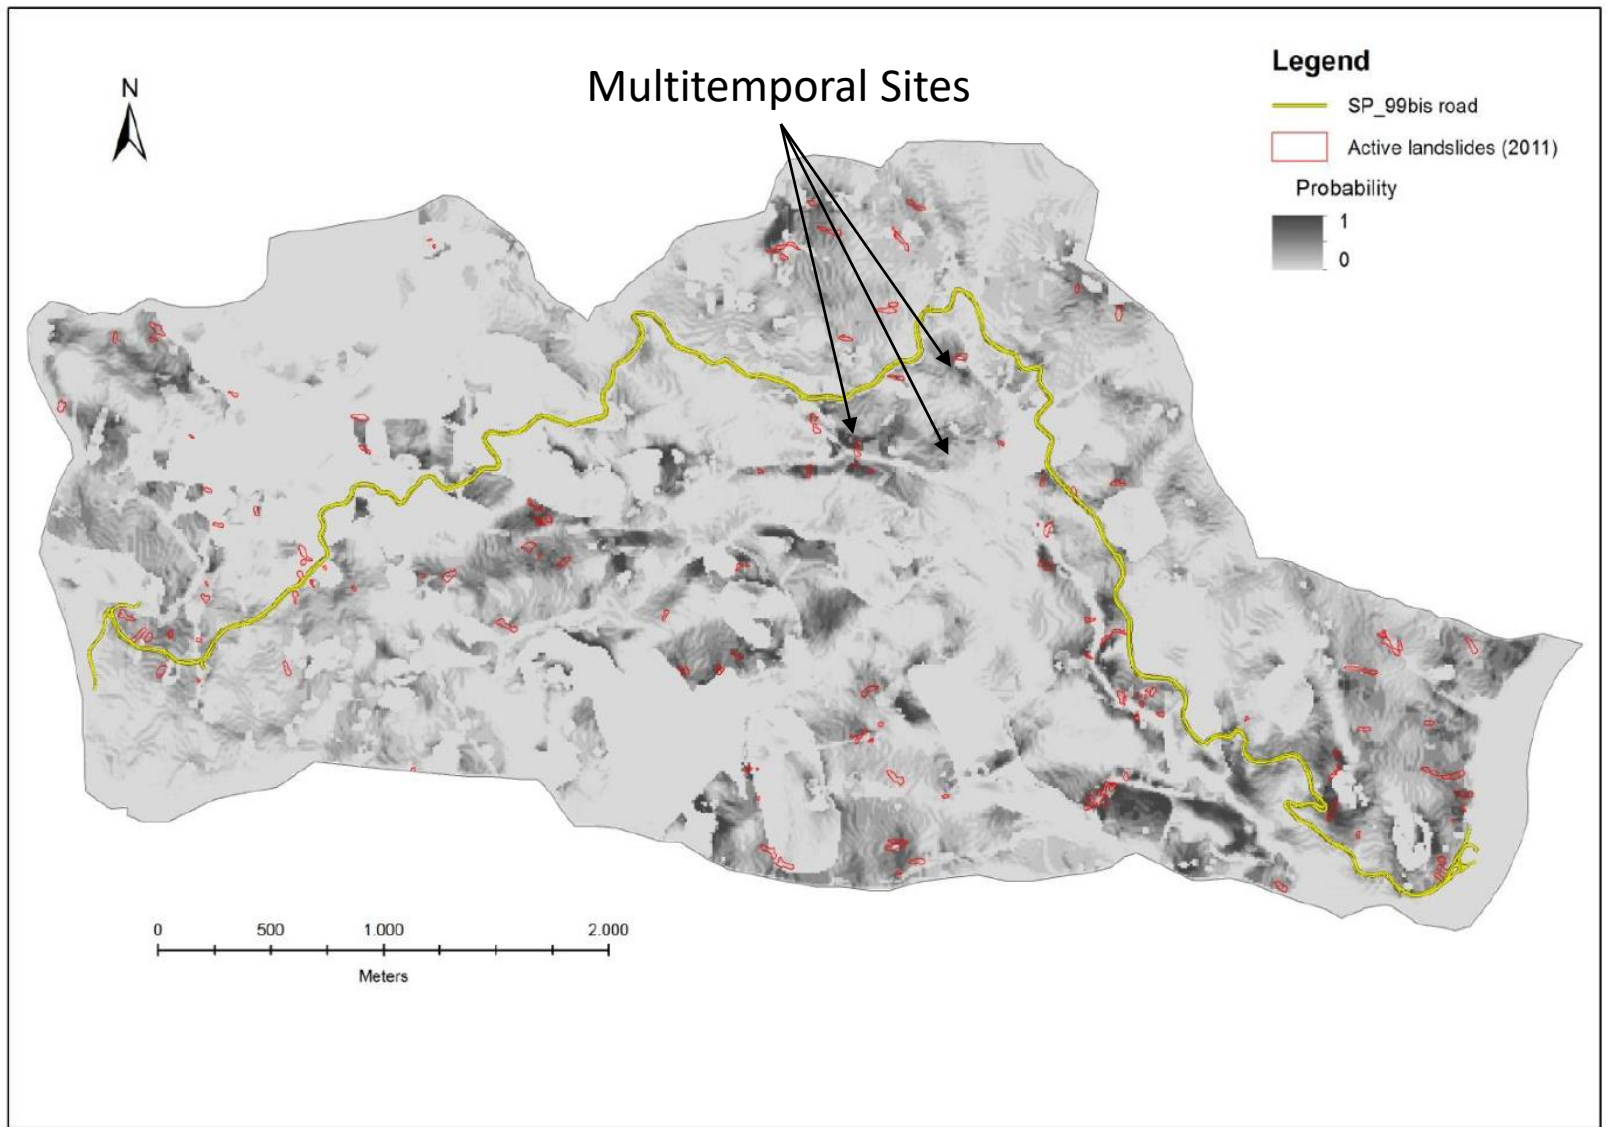 Multitemporal Sites
N
Legend
SP_99bis road
Active landslides (2011)
Probability
1
0
0 500 1.000 2.000
Meters